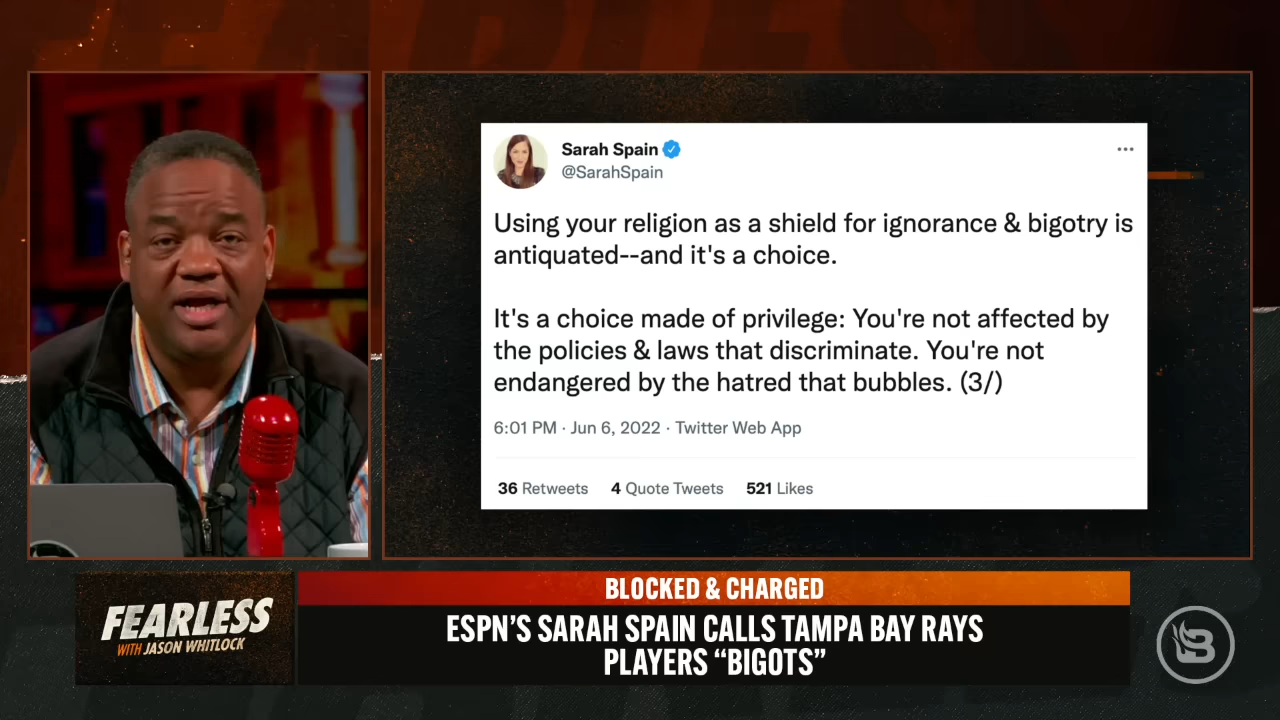 Sarah Spain
@SarahSpain
Using your religion as a shield for ignorance & bigotry is
antiquated--and it's a choice.
It's a choice made of privilege: You're not affected by
the policies & laws that discriminate. You're not
endangered by the hatred that bubbles. (3/)
6:01 PM · Jun 6, 2022 · Twitter Web App
36 Retweets 4 Quote Tweets 521 Likes
BLOCKED & CHARGED
FEARLESS
WITH JASON WHITLOCK
ESPN'S SARAH SPAIN CALLS TAMPA BAY RAYS
PLAYERS “BIGOTS”
B